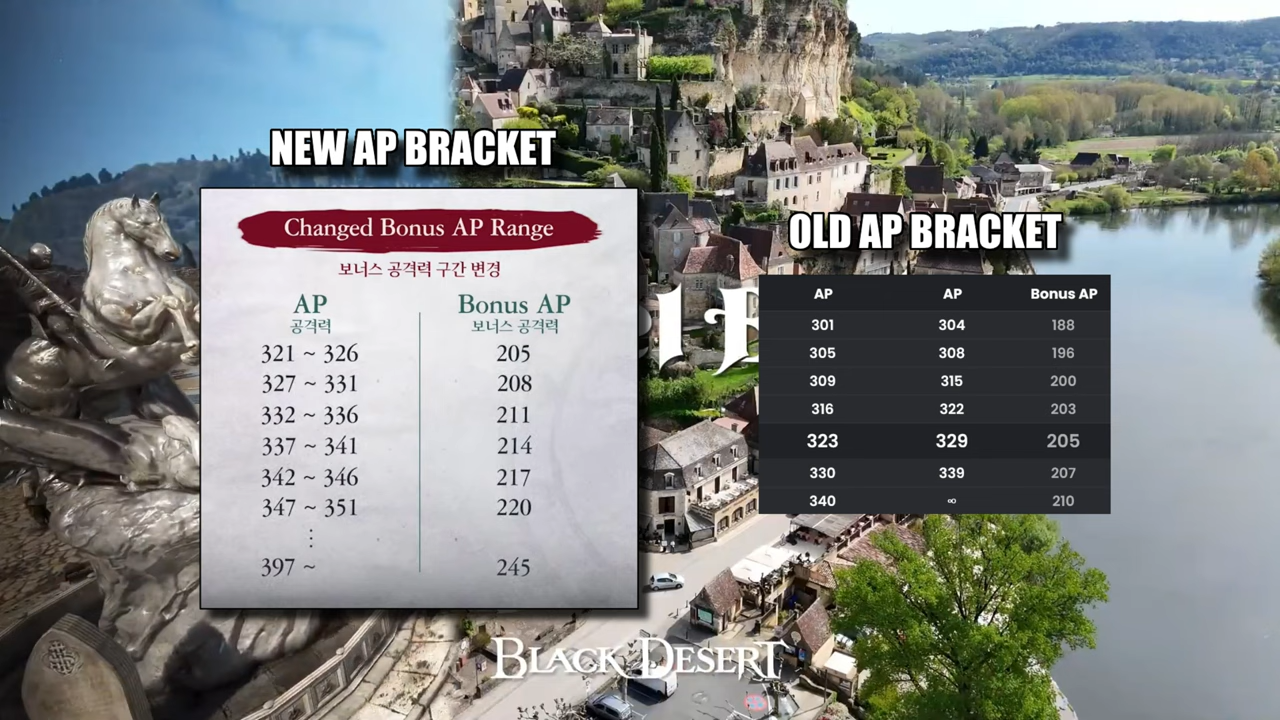 NEW AP BRACKET
Changed Bonus AP Range
보너스 공격력 구간 변경
AP Bonus AP
공격력 보너스 공격력
321 ~ 326 205
327 ~ 331 208
332 ~ 336 211
337 ~ 341 214
342 ~ 346 217
347 ~ 351 220
⋮
397 ~ 245
OLD AP BRACKET
AP AP Bonus AP
301 304 188
305 308 196
309 315 200
316 322 203
323 329 205
330 339 207
340 ∞ 210
BLACK DESERT